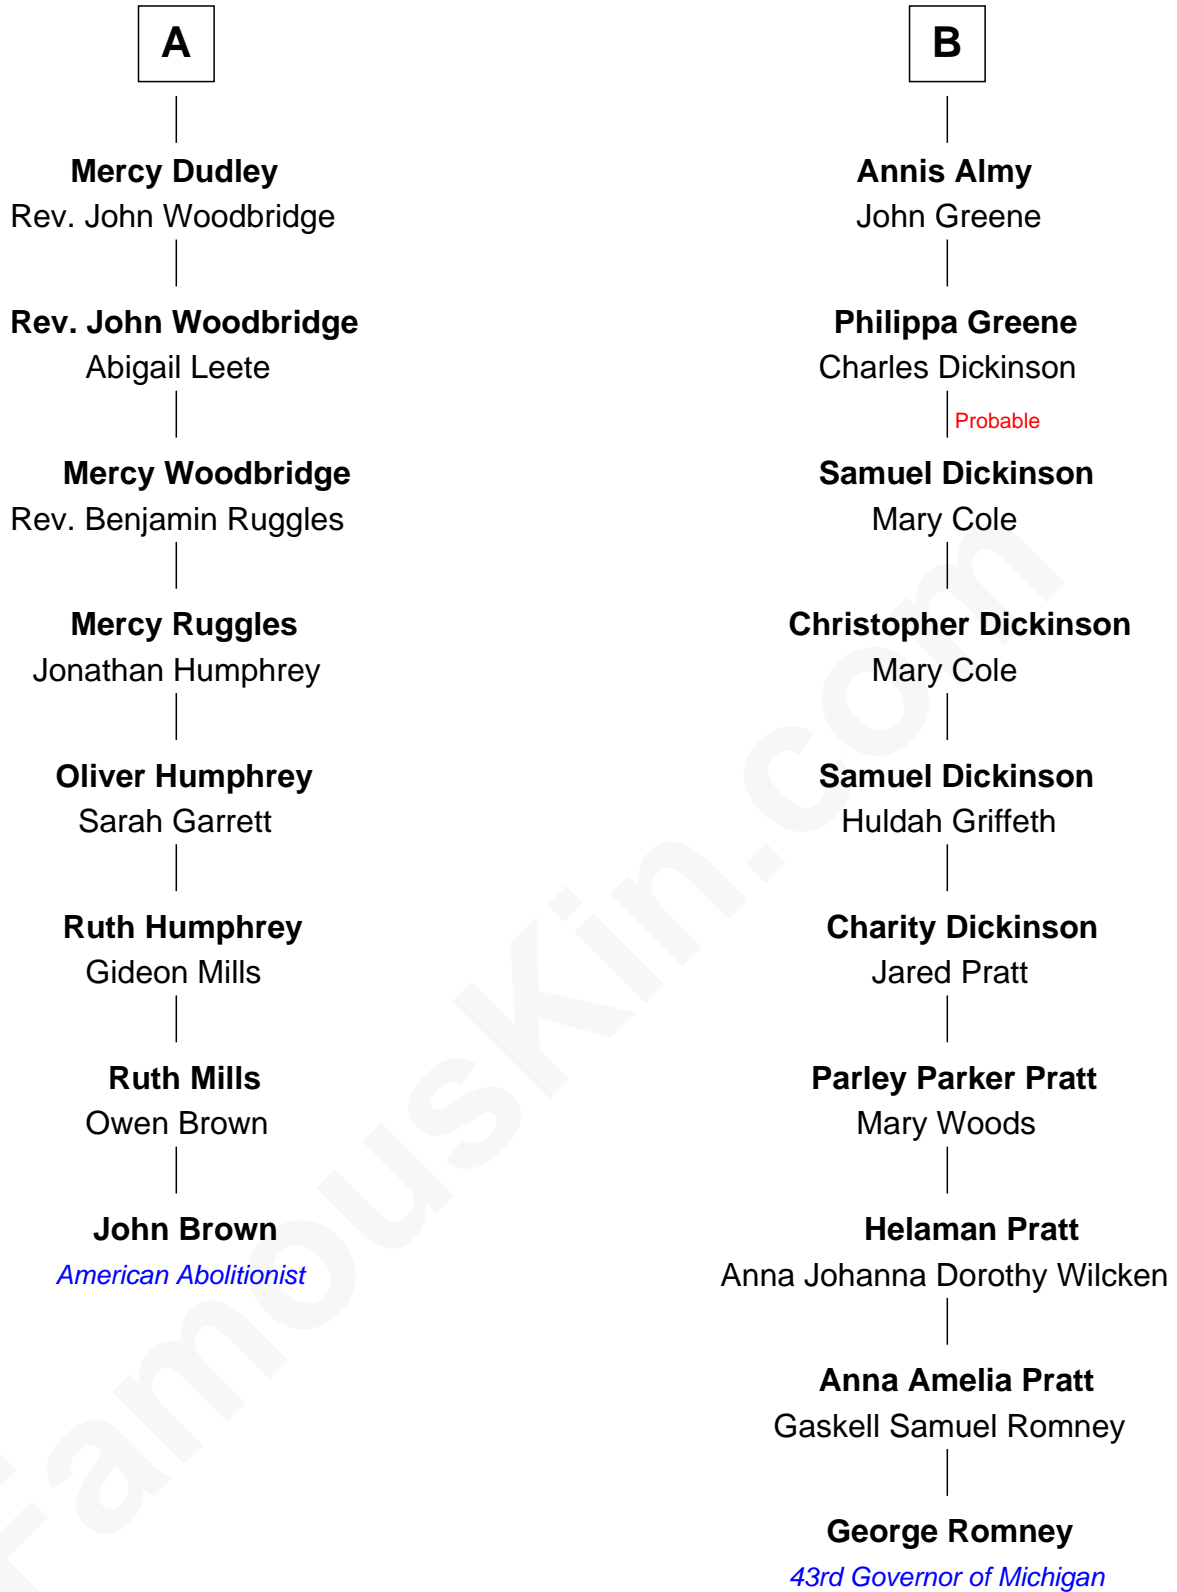 A
Mercy Dudley
Rev. John Woodbridge
Rev. John Woodbridge
Abigail Leete
Mercy Woodbridge
Rev. Benjamin Ruggles
Mercy Ruggles
Jonathan Humphrey
Oliver Humphrey
Sarah Garrett
Ruth Humphrey
Gideon Mills
Ruth Mills
Owen Brown
John Brown
American Abolitionist
B
Annis Almy
John Greene
Philippa Greene
Charles Dickinson
Probable
Samuel Dickinson
Mary Cole
Christopher Dickinson
Mary Cole
Samuel Dickinson
Huldah Griffeth
Charity Dickinson
Jared Pratt
Parley Parker Pratt
Mary Woods
Helaman Pratt
Anna Johanna Dorothy Wilcken
Anna Amelia Pratt
Gaskell Samuel Romney
George Romney
43rd Governor of Michigan
FamousKin.com